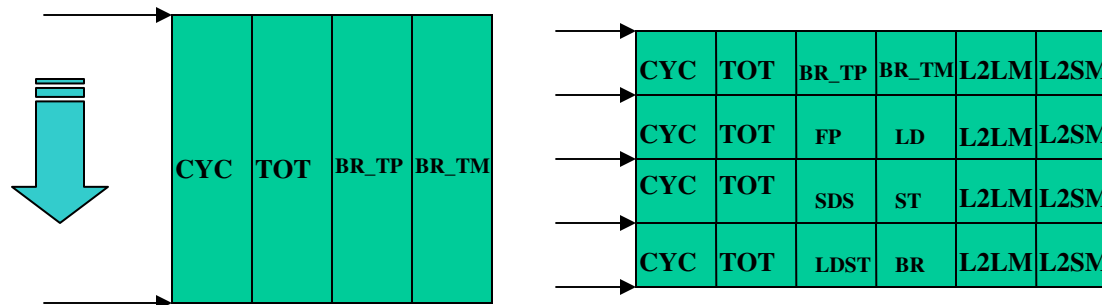 CYC TOT BR_TP BR_TM
CYC TOT BR_TP BR_TM L2LM L2SM
CYC TOT FP LD L2LM L2SM
CYC TOT SDS ST L2LM L2SM
CYC TOT LDST BR L2LM L2SM